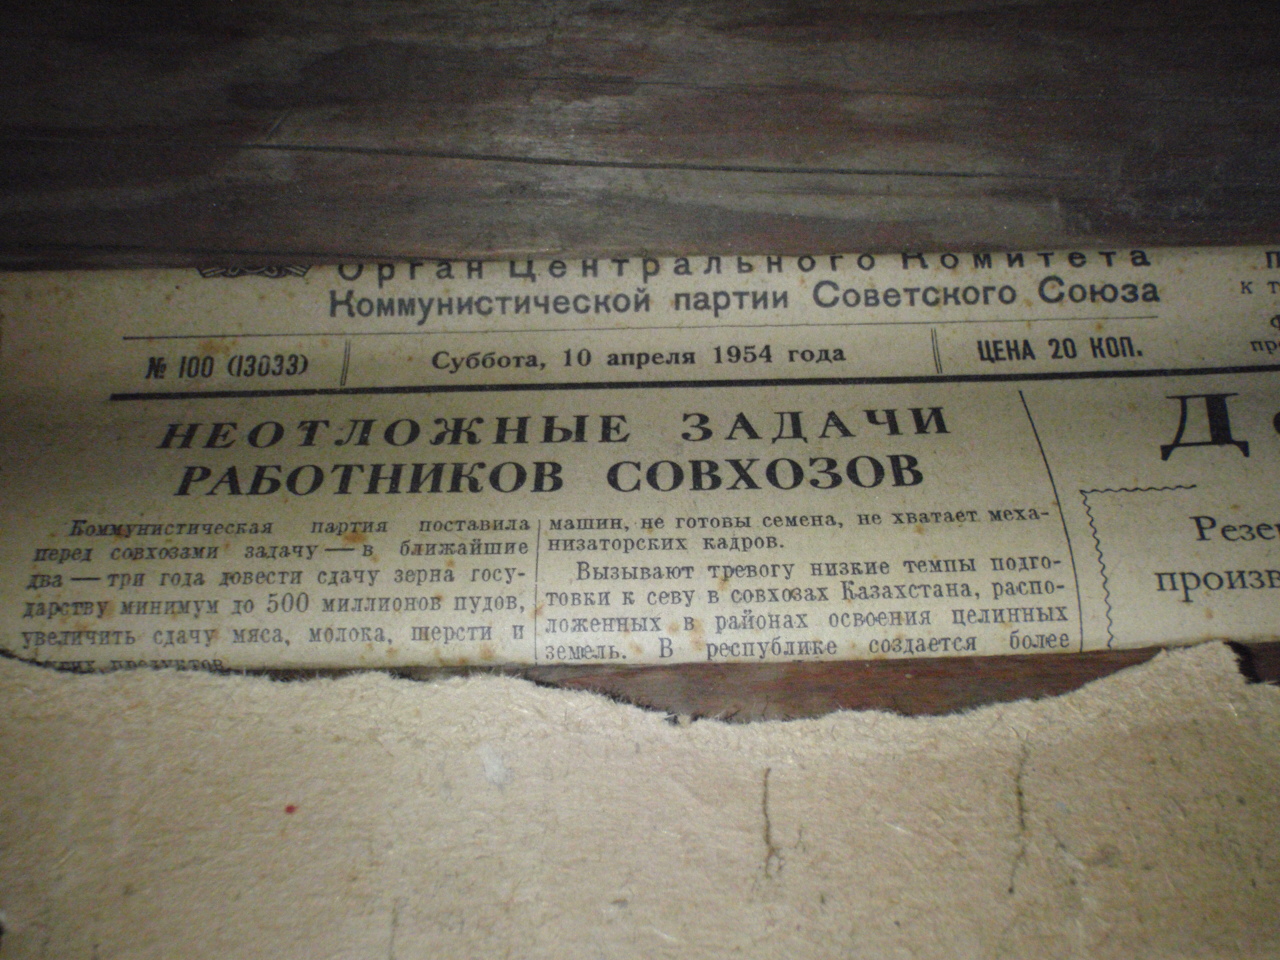 Орган Центрального Комитета
Коммунистической партии Советского Союза
№ 100 (13033)
Суббота, 10 апреля 1954 года
ЦЕНА 20 КОП.
НЕОТЛОЖНЫЕ ЗАДАЧИ
РАБОТНИКОВ СОВХОЗОВ
Коммунистическая партия поставила
перед совхозами задачу — в ближайшие
два — три года довести сдачу зерна госу-
дарству минимум до 500 миллионов пудов,
увеличить сдачу мяса, молока, шерсти и
продуктов
машин, не готовы семена, не хватает меха-
низаторских кадров.
Вызывают тревогу низкие темпы подго-
товки к севу в совхозах Казахстана, распо-
ложенных в районах освоения целинных
земель. В республике создается более
Д
Резе
произв
к т